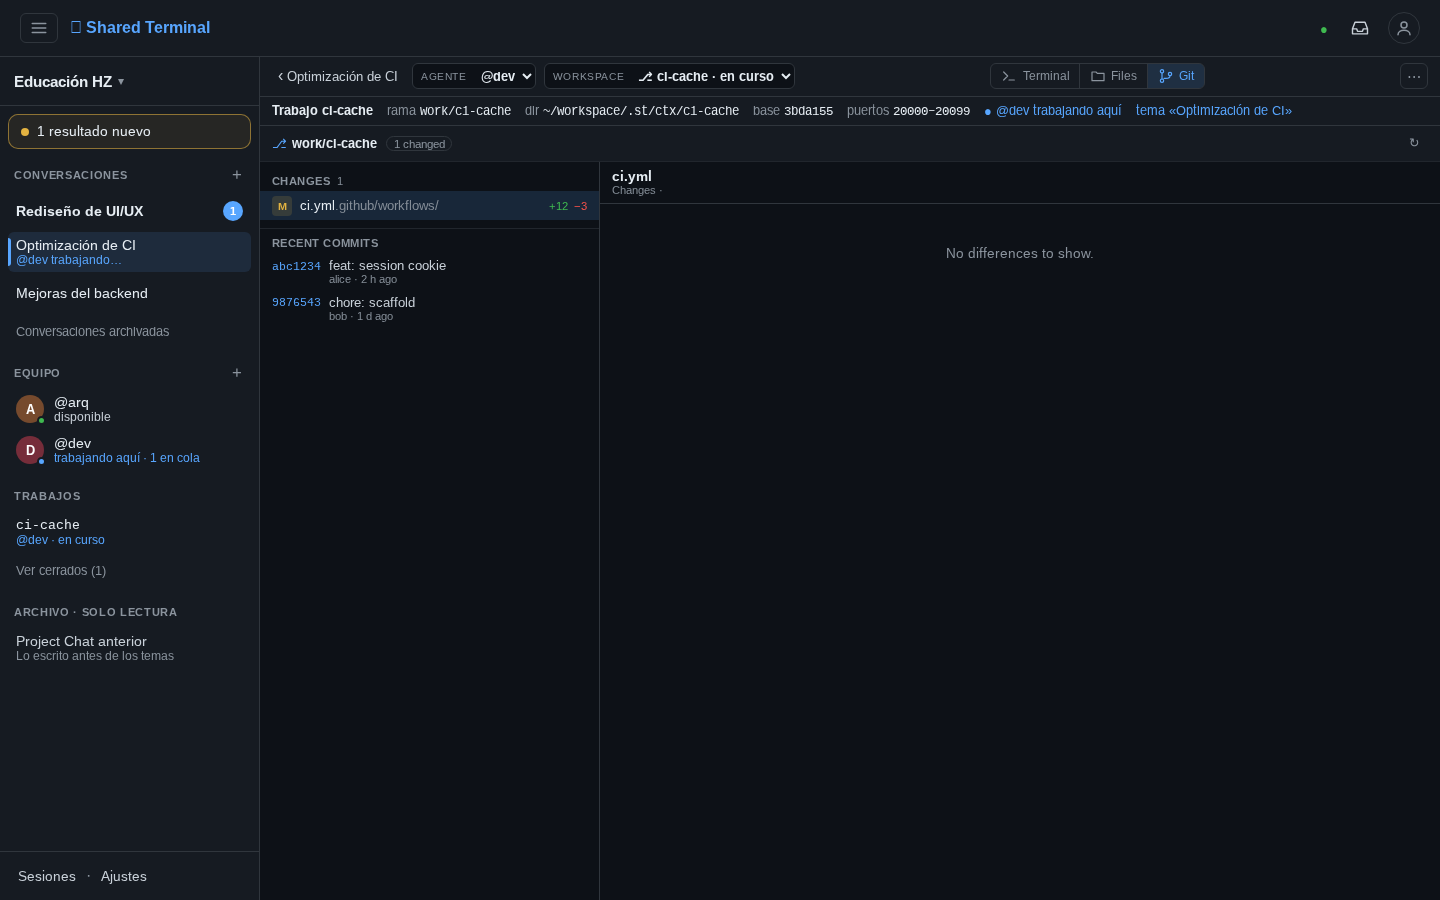 Shared Terminal
Educación HZ
1 resultado nuevo
CONVERSACIONES +
Rediseño de UI/UX 1
Optimización de CI
@dev trabajando…
Mejoras del backend
Conversaciones archivadas
EQUIPO +
A @arq
disponible
D @dev
trabajando aquí · 1 en cola
TRABAJOS
ci-cache
@dev · en curso
Ver cerrados (1)
ARCHIVO · SOLO LECTURA
Project Chat anterior
Lo escrito antes de los temas
Sesiones · Ajustes
‹ Optimización de CI AGENTE @dev WORKSPACE ⎇ ci-cache · en curso Terminal Files Git ⋯
Trabajo ci-cache rama work/ci-cache dir ~/workspace/.st/ctx/ci-cache base 3bda155 puertos 20000–20099 ● @dev trabajando aquí tema «Optimización de CI»
⎇ work/ci-cache 1 changed ↻
CHANGES 1
M ci.yml .github/workflows/ +12 −3
RECENT COMMITS
abc1234 feat: session cookie
alice · 2 h ago
9876543 chore: scaffold
bob · 1 d ago
ci.yml
Changes ·
No differences to show.